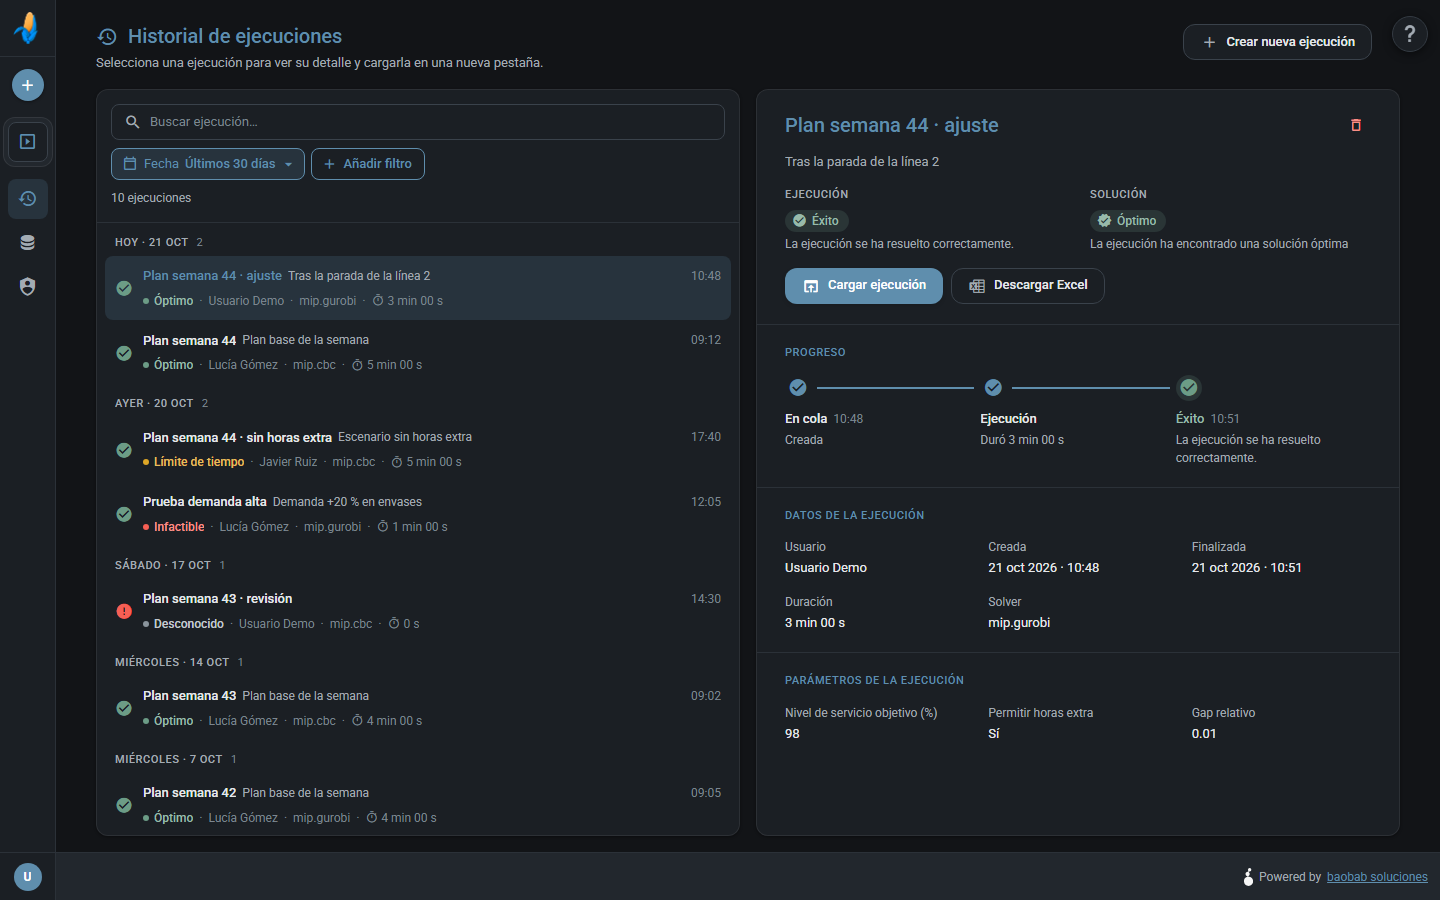 Historial de ejecuciones
Selecciona una ejecución para ver su detalle y cargarla en una nueva pestaña.
Crear nueva ejecución
?
Buscar ejecución...
Fecha Últimos 30 días
Añadir filtro
10 ejecuciones
HOY · 21 OCT 2
Plan semana 44 · ajuste Tras la parada de la línea 2 10:48
Óptimo · Usuario Demo · mip.gurobi · 3 min 00 s
Plan semana 44 Plan base de la semana 09:12
Óptimo · Lucía Gómez · mip.cbc · 5 min 00 s
AYER · 20 OCT 2
Plan semana 44 · sin horas extra Escenario sin horas extra 17:40
Límite de tiempo · Javier Ruiz · mip.cbc · 5 min 00 s
Prueba demanda alta Demanda +20 % en envases 12:05
Infactible · Lucía Gómez · mip.gurobi · 1 min 00 s
SÁBADO · 17 OCT 1
Plan semana 43 · revisión 14:30
Desconocido · Usuario Demo · mip.cbc · 0 s
MIÉRCOLES · 14 OCT 1
Plan semana 43 Plan base de la semana 09:02
Óptimo · Lucía Gómez · mip.cbc · 4 min 00 s
MIÉRCOLES · 7 OCT 1
Plan semana 42 Plan base de la semana 09:05
Óptimo · Lucía Gómez · mip.gurobi · 4 min 00 s
Plan semana 44 · ajuste
Tras la parada de la línea 2
EJECUCIÓN
Éxito
La ejecución se ha resuelto correctamente.
SOLUCIÓN
Óptimo
La ejecución ha encontrado una solución óptima
Cargar ejecución
Descargar Excel
PROGRESO
En cola 10:48
Creada
Ejecución
Duró 3 min 00 s
Éxito 10:51
La ejecución se ha resuelto
correctamente.
DATOS DE LA EJECUCIÓN
Usuario
Usuario Demo
Creada
21 oct 2026 · 10:48
Finalizada
21 oct 2026 · 10:51
Duración
3 min 00 s
Solver
mip.gurobi
PARÁMETROS DE LA EJECUCIÓN
Nivel de servicio objetivo (%)
98
Permitir horas extra
Sí
Gap relativo
0.01
U
Powered by baobab soluciones